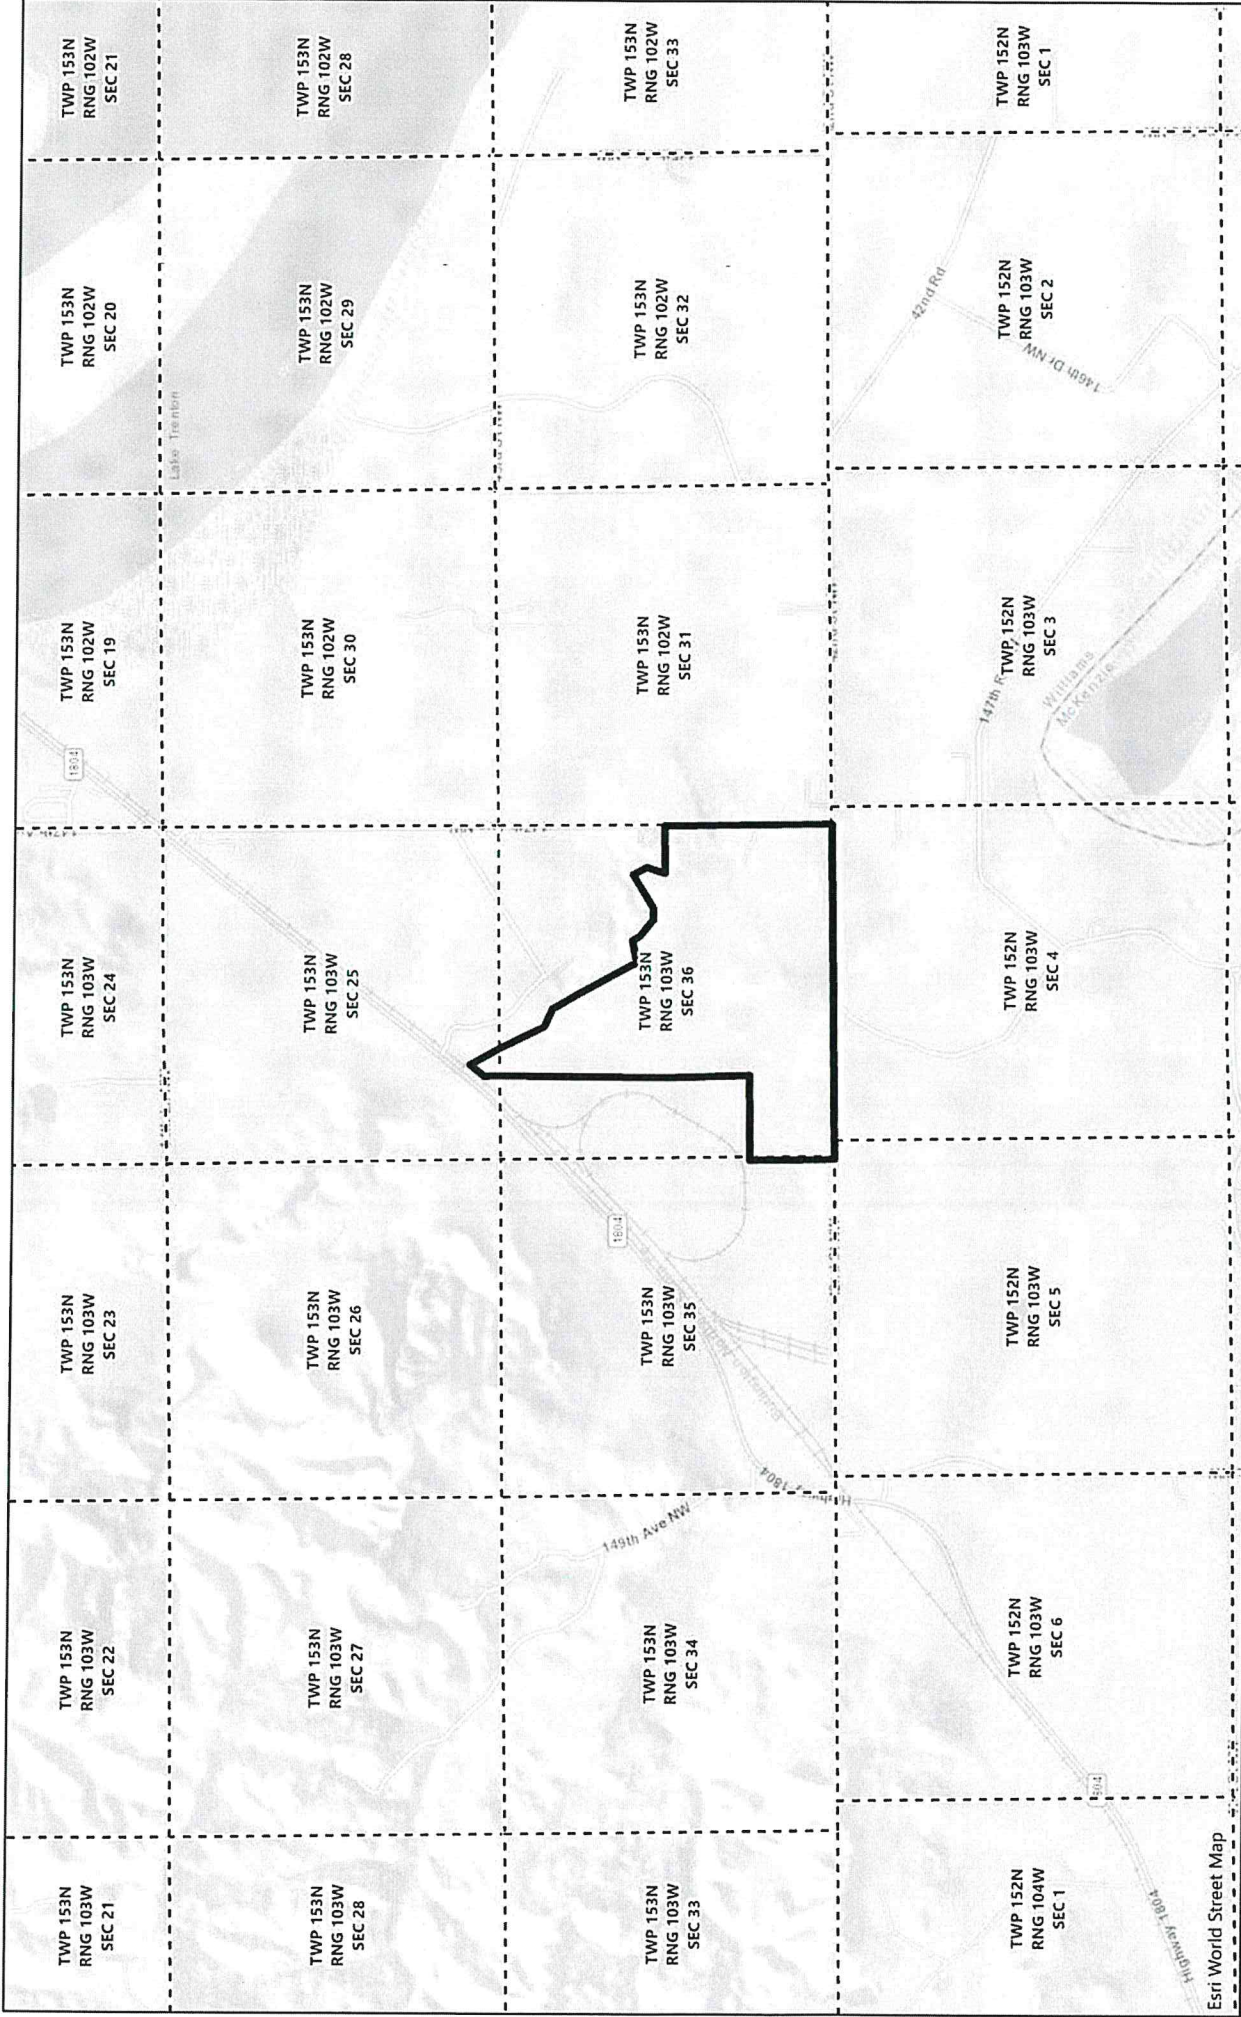 TWP 153N
RNG 103W
SEC 21
TWP 153N
RNG 103W
SEC 22
TWP 153N
RNG 103W
SEC 23
TWP 153N
RNG 103W
SEC 24
TWP 153N
RNG 102W
SEC 19
TWP 153N
RNG 102W
SEC 20
TWP 153N
RNG 102W
SEC 21
1804
Lake Trenton
TWP 153N
RNG 103W
SEC 28
TWP 153N
RNG 103W
SEC 27
TWP 153N
RNG 103W
SEC 26
TWP 153N
RNG 103W
SEC 25
TWP 153N
RNG 102W
SEC 30
TWP 153N
RNG 102W
SEC 29
TWP 153N
RNG 102W
SEC 28
149th Ave NW
1804
TWP 153N
RNG 103W
SEC 33
TWP 153N
RNG 103W
SEC 34
TWP 153N
RNG 103W
SEC 35
TWP 153N
RNG 103W
SEC 36
TWP 153N
RNG 102W
SEC 31
TWP 153N
RNG 102W
SEC 32
TWP 153N
RNG 102W
SEC 33
Highway 1804
42nd Rd
146th Dr NW
147th
Williams
McKenzie
TWP 152N
RNG 104W
SEC 1
TWP 152N
RNG 103W
SEC 6
TWP 152N
RNG 103W
SEC 5
TWP 152N
RNG 103W
SEC 4
TWP 152N
RNG 103W
SEC 3
TWP 152N
RNG 103W
SEC 2
TWP 152N
RNG 103W
SEC 1
Highway 1804
Esri World Street Map